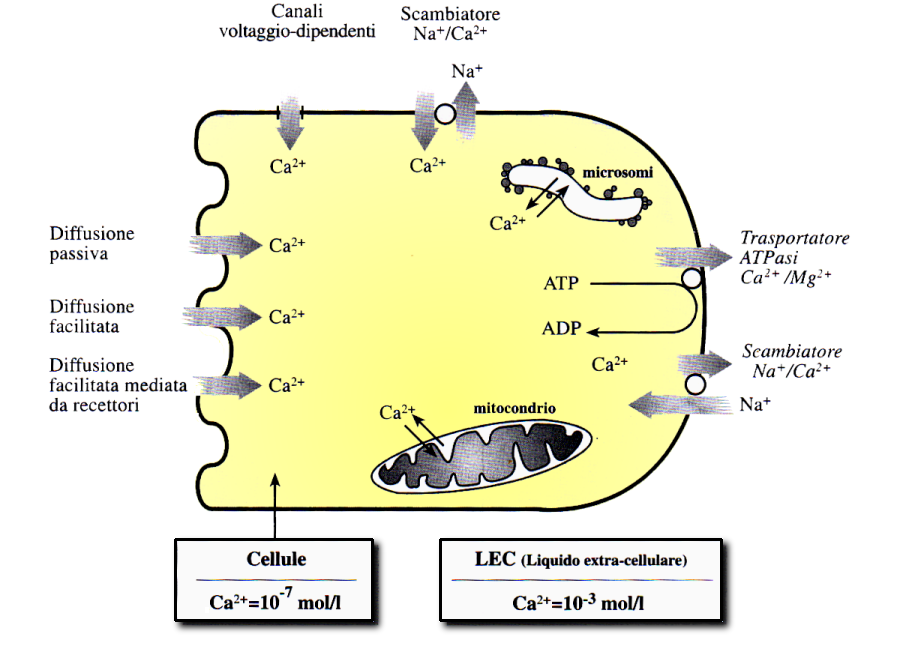 Canali
voltaggio-dipendenti
Scambiatore
Na⁺/Ca²⁺
Na⁺
Ca²⁺
Ca²⁺
microsomi
Ca²⁺
Diffusione
passiva
Ca²⁺
Trasportatore
ATPasi
Ca²⁺ /Mg²⁺
ATP
Diffusione
facilitata
Ca²⁺
ADP
Ca²⁺
Scambiatore
Na⁺/Ca²⁺
Diffusione
facilitata mediata
da recettori
Ca²⁺
Na⁺
Ca²⁺
mitocondrio
Cellule
Ca²⁺=10⁻⁷ mol/l
LEC (Liquido extra-cellulare)
Ca²⁺=10⁻³ mol/l